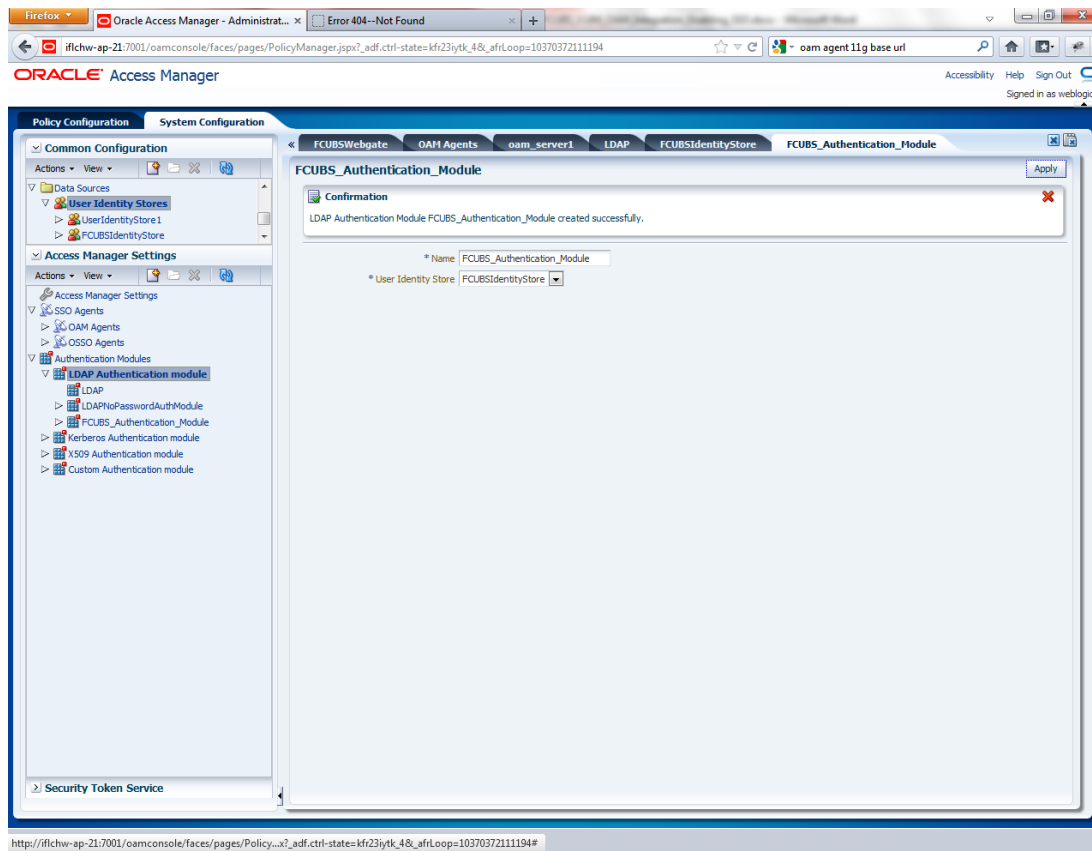 Firefox
Oracle Access Manager - Administrat... ×
Error 404--Not Found ×
+
iflchw-ap-21:7001/oamconsole/faces/pages/PolicyManager.jspx?_adf.ctrl-state=kfr23iytk_4&_afrLoop=10370372111194
oam agent 11g base url
ORACLE Access Manager
Accessibility Help Sign Out
Signed in as weblogic
Policy Configuration System Configuration
Common Configuration
Actions View
Data Sources
User Identity Stores
UserIdentityStore1
FCUBSIdentityStore
Access Manager Settings
Actions View
Access Manager Settings
SSO Agents
OAM Agents
OSSO Agents
Authentication Modules
LDAP Authentication module
LDAP
LDAPNoPasswordAuthModule
FCUBS_Authentication_Module
Kerberos Authentication module
X509 Authentication module
Custom Authentication module
Security Token Service
« FCUBSWebgate OAM Agents oam_server1 LDAP FCUBSIdentityStore FCUBS_Authentication_Module
FCUBS_Authentication_Module Apply
Confirmation
LDAP Authentication Module FCUBS_Authentication_Module created successfully.
* Name FCUBS_Authentication_Module
* User Identity Store FCUBSIdentityStore
http://iflchw-ap-21:7001/oamconsole/faces/pages/Policy...x?_adf.ctrl-state=kfr23iytk_4&_afrLoop=10370372111194#